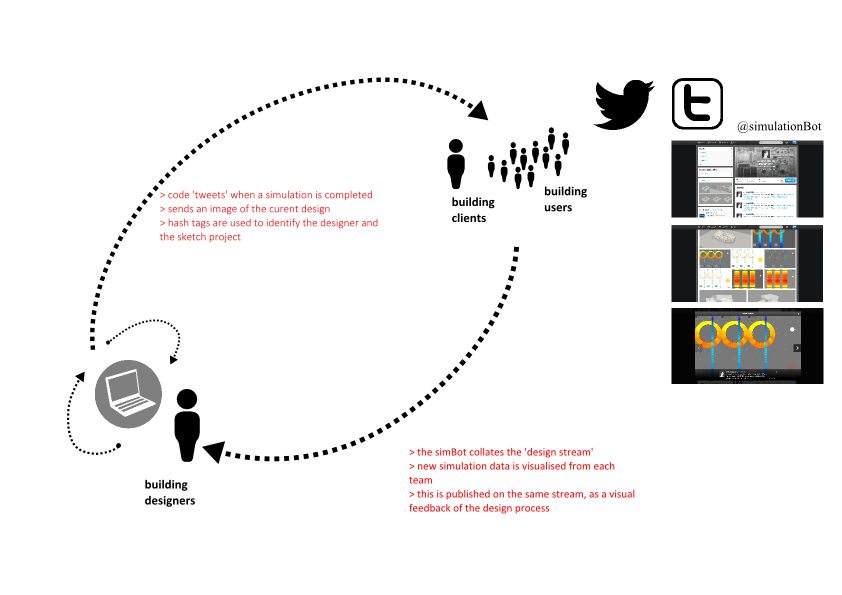 @simulationBot
building
clients
building
users
> code 'tweets' when a simulation is completed
> sends an image of the curent design
> hash tags are used to identify the designer and
the sketch project
building
designers
> the simBot collates the 'design stream'
> new simulation data is visualised from each
team
> this is published on the same stream, as a visual
feedback of the design process